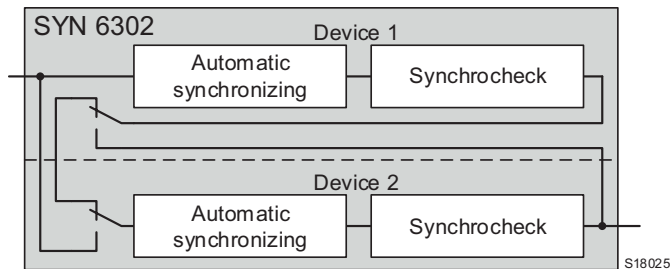 SYN 6302
Device 1
Automatic
synchronizing
Synchrocheck
Device 2
Automatic
synchronizing
Synchrocheck
S18025